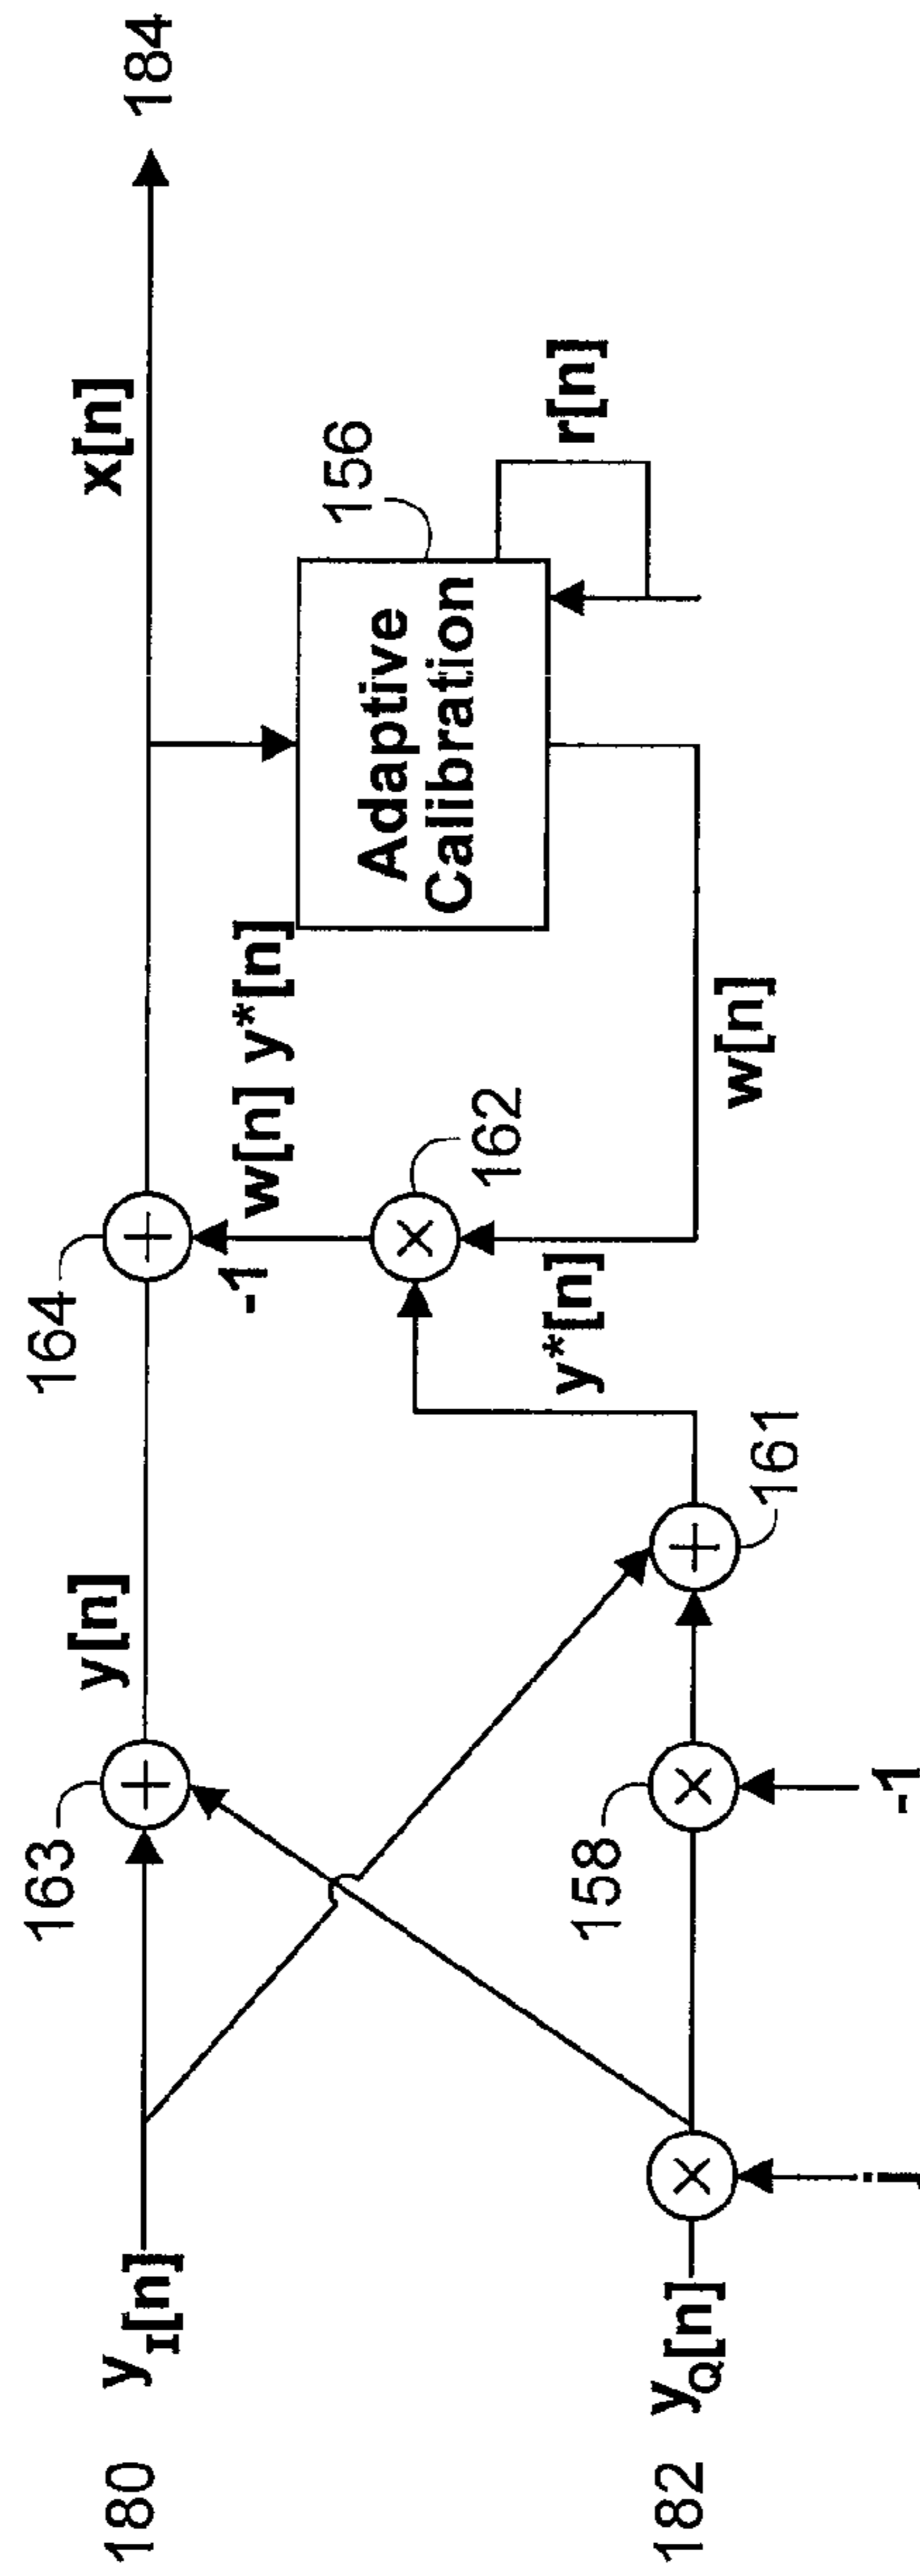 180 y_I[n]
163
y[n]
164
-1
w[n] y*[n]
x[n]
184
Adaptive
Calibration
156
r[n]
162
y*[n]
w[n]
182 y_Q[n]
j
158
-1
161